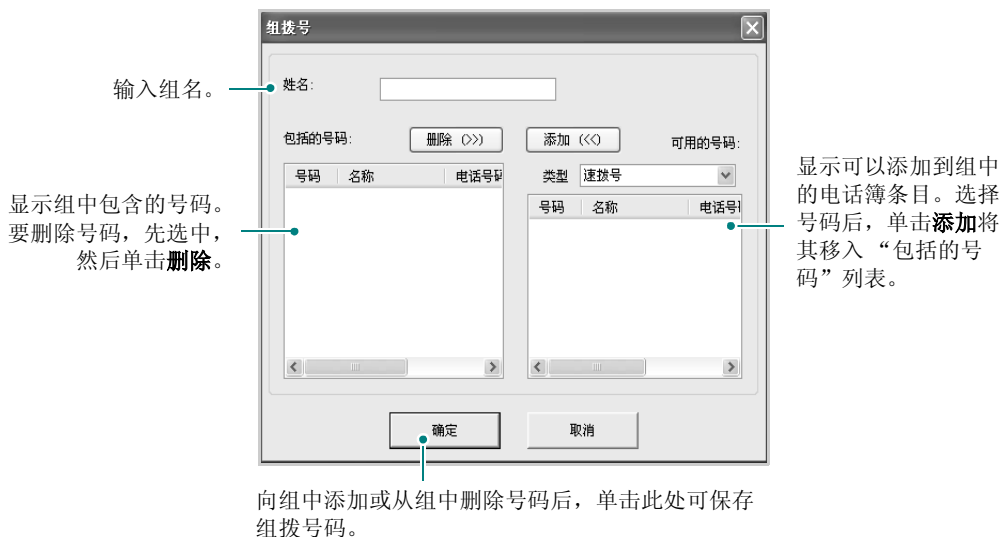 组拨号
输入组名。
姓名:
包括的号码:
删除 (>>)
添加 (<<)
可用的号码:
号码 名称 电话号码
类型 速拨号
号码 名称 电话号
显示组中包含的号码。
要删除号码，先选中，
然后单击删除。
显示可以添加到组中
的电话簿条目。选择
号码后，单击添加将
其移入 “包括的号
码”列表。
确定
取消
向组中添加或从组中删除号码后，单击此处可保存
组拨号码。